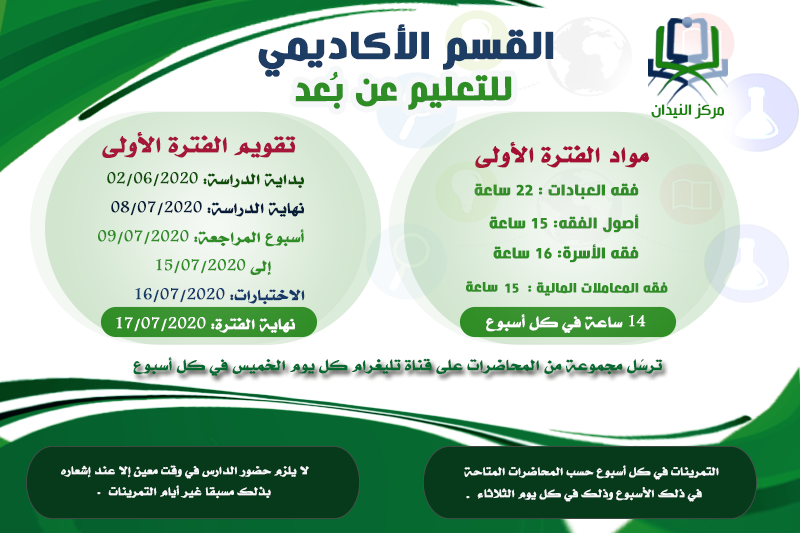 القسم الأكاديمي
للتعليم عن بُعد
مركز النيدان
مواد الفترة الأولى
فقه العبادات : 22 ساعة
أصول الفقه: 15 ساعة
فقه الأسرة: 16 ساعة
فقه المعاملات المالية : 15 ساعة
14 ساعة في كل أسبوع
تقويم الفترة الأولى
بداية الدراسة: 02/06/2020
نهاية الدراسة: 08/07/2020
أسبوع المراجعة: 09/07/2020
إلى 15/07/2020
الاختبارات: 16/07/2020
نهاية الفترة: 17/07/2020
ترسَل مجموعة من المحاضرات على قناة تليغرام كل يوم الخميس في كل أسبوع
التمرينات في كل أسبوع حسب المحاضرات المتاحة
في ذلك الأسبوع وذلك في كل يوم الثلاثاء .
لا يلزم حضور الدارس في وقت معين إلا عند إشعاره
بذلك مسبقا غير أيام التمرينات .